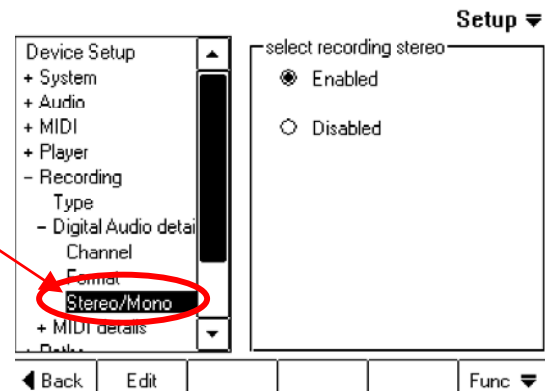 Setup
Device Setup
+ System
+ Audio
+ MIDI
+ Player
- Recording
Type
- Digital Audio detai
Channel
Format
Stereo/Mono
+ MIDI details
select recording stereo
Enabled
Disabled
Back Edit Func